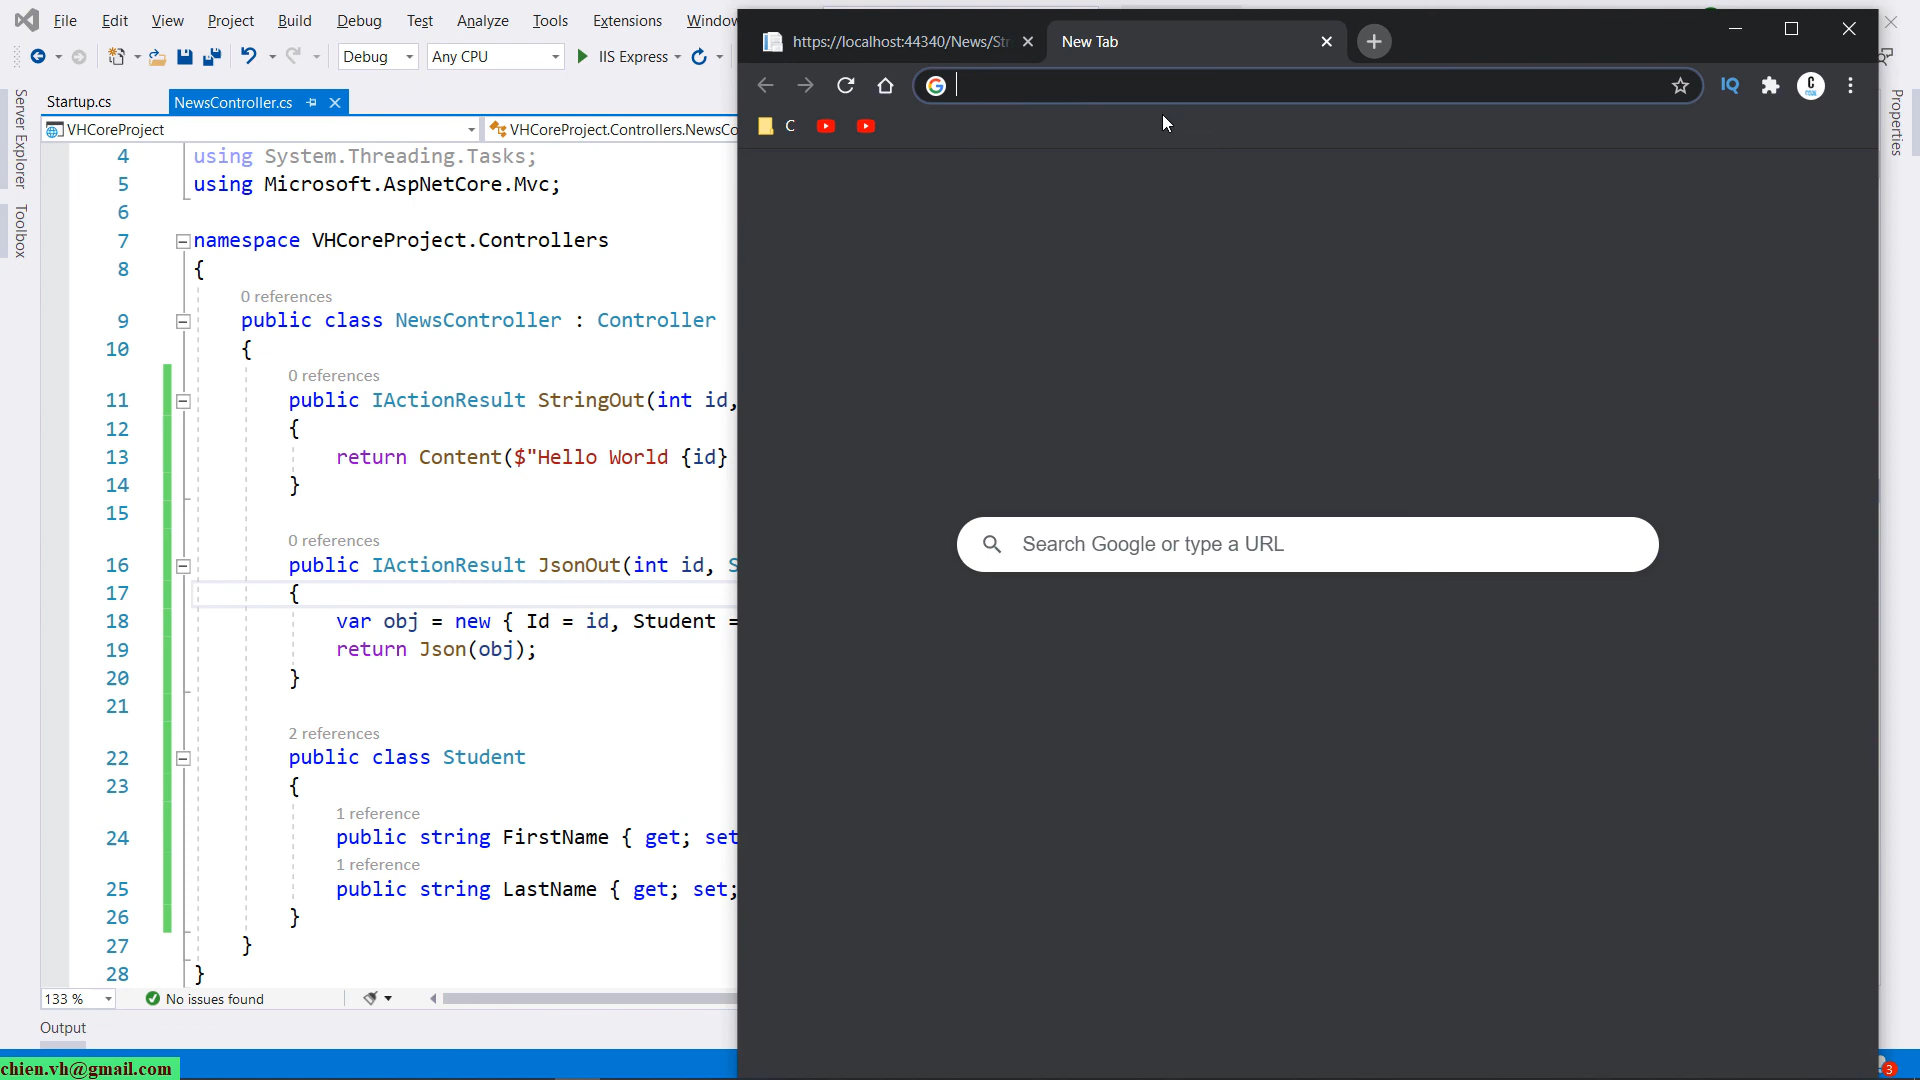 File Edit View Project Build Debug Test Analyze Tools Extensions Window
Debug Any CPU IIS Express
Startup.cs NewsController.cs
VHCoreProject VHCoreProject.Controllers.NewsCo
Server Explorer
Toolbox
4 using System.Threading.Tasks;
5 using Microsoft.AspNetCore.Mvc;
6
7 namespace VHCoreProject.Controllers
8 {
0 references
9 public class NewsController : Controller
10 {
0 references
11 public IActionResult StringOut(int id,
12 {
13 return Content($"Hello World {id}
14 }
15
0 references
16 public IActionResult JsonOut(int id, S
17 {
18 var obj = new { Id = id, Student =
19 return Json(obj);
20 }
21
2 references
22 public class Student
23 {
1 reference
24 public string FirstName { get; set
1 reference
25 public string LastName { get; set;
26 }
27 }
28 }
133 % No issues found
Output
chien.vh@gmail.com
https://localhost:44340/News/Str New Tab
IQ
C
Search Google or type a URL
Properties
3